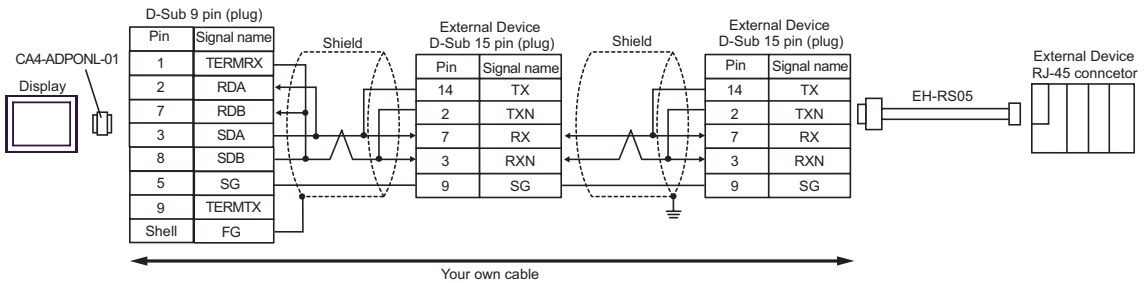 D-Sub 9 pin (plug)
Pin Signal name
1 TERMRX
2 RDA
7 RDB
3 SDA
8 SDB
5 SG
9 TERMTX
Shell FG
CA4-ADPONL-01
Display
Shield
External Device
D-Sub 15 pin (plug)
Pin Signal name
14 TX
2 TXN
7 RX
3 RXN
9 SG
Shield
External Device
D-Sub 15 pin (plug)
Pin Signal name
14 TX
2 TXN
7 RX
3 RXN
9 SG
EH-RS05
External Device
RJ-45 conncetor
Your own cable